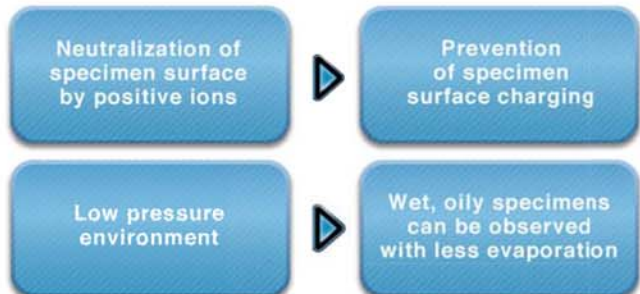 Neutralization of
specimen surface
by positive ions
Prevention
of specimen
surface charging
Low pressure
environment
Wet, oily specimens
can be observed
with less evaporation